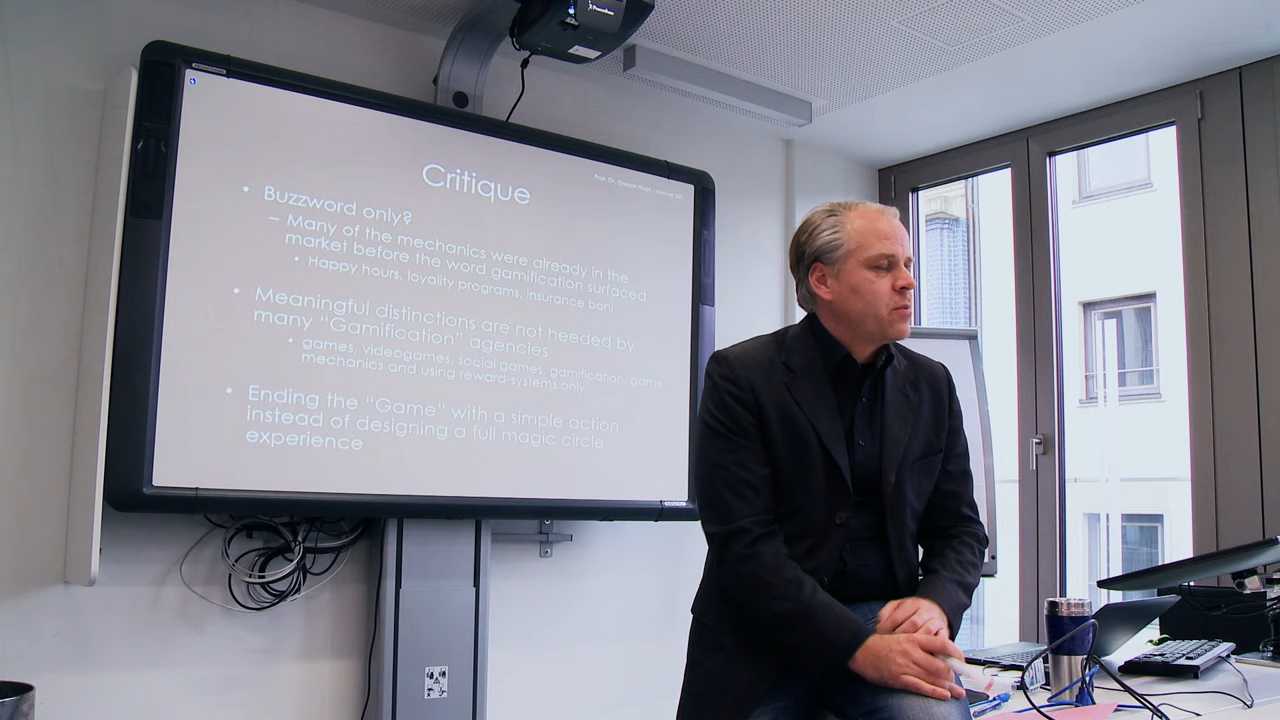 Critique
• Buzzword only?
– Many of the mechanics were already in the
market before the word gamification surfaced
• Happy hours, loyality programs, insurance boni
• Meaningful distinctions are not heeded by
many “Gamification” agencies
• games, videogames, social games, gamification, game
mechanics and using reward-systems only
• Ending the “Game” with a simple action
instead of designing a full magic circle
experience
Promethean